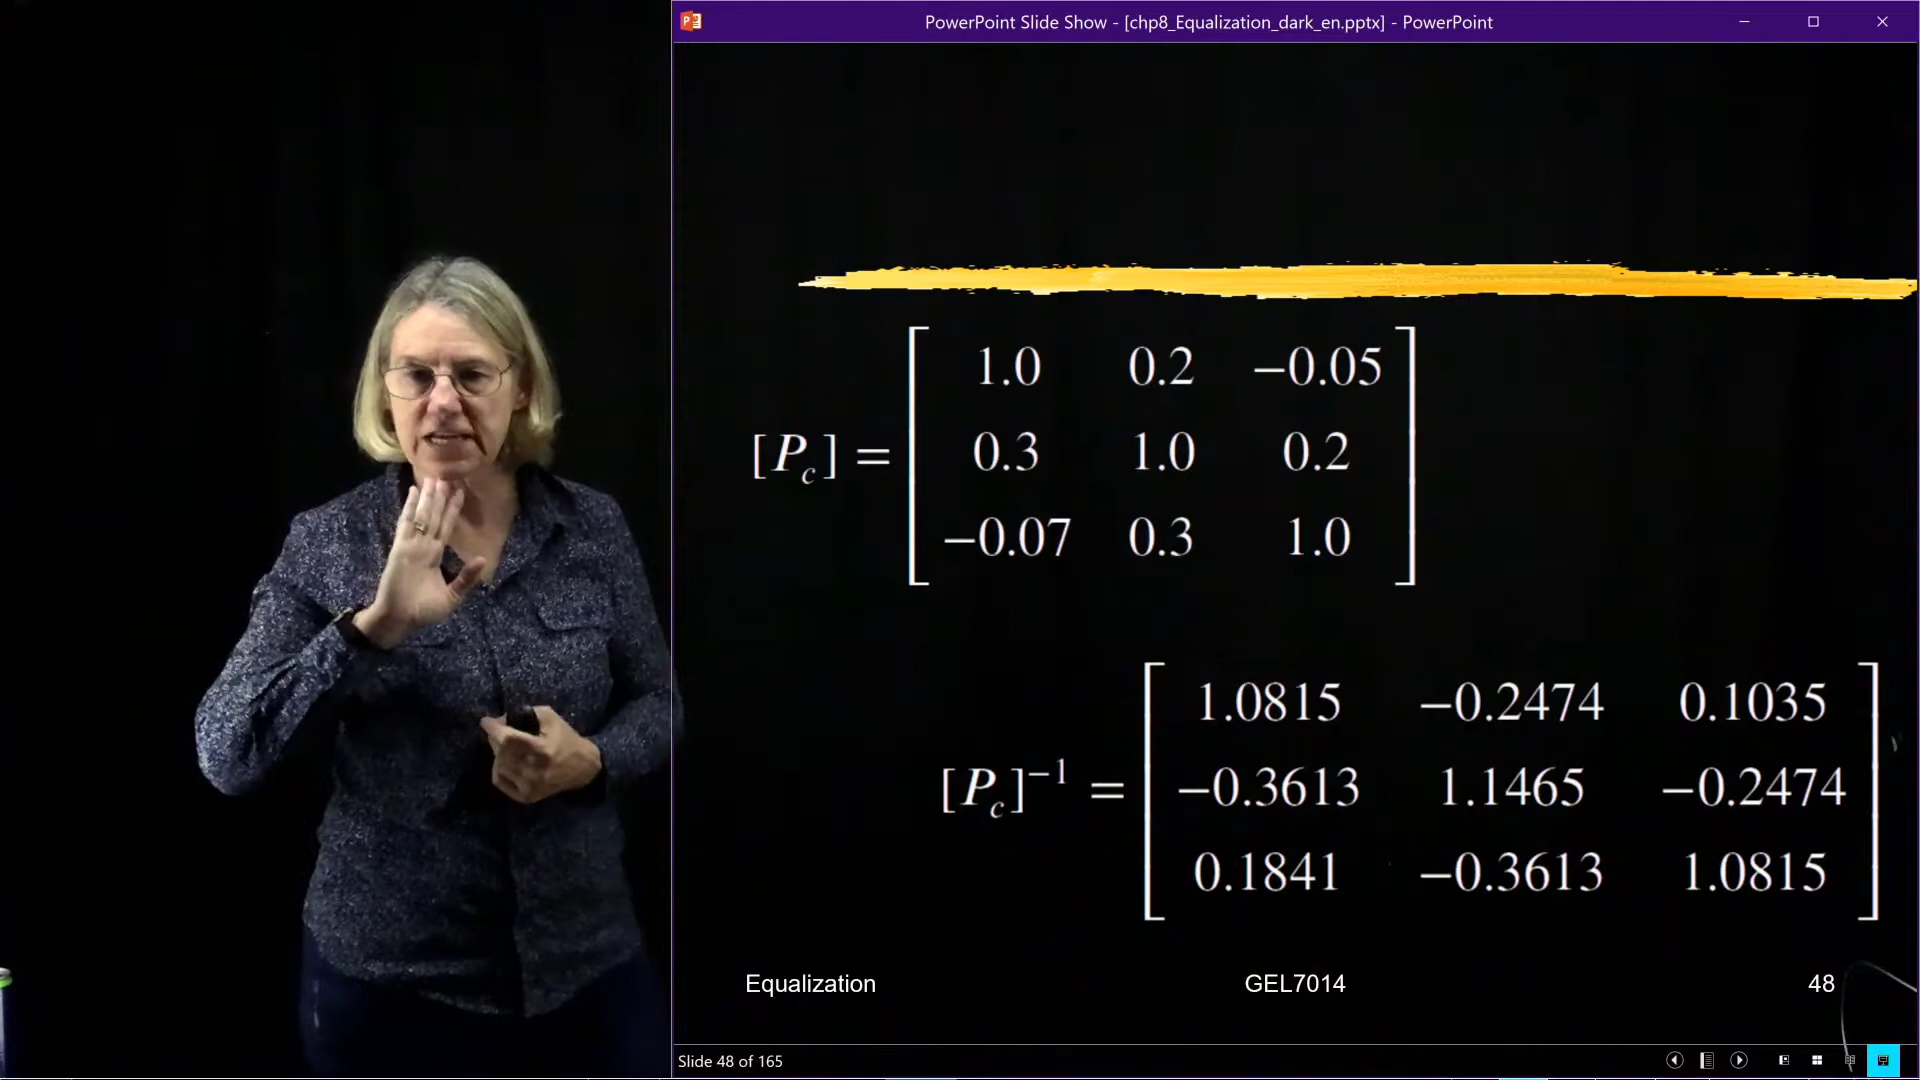 PowerPoint Slide Show - [chp8_Equalization_dark_en.pptx] - PowerPoint
[P_c] =
1.0 0.2 −0.05
0.3 1.0 0.2
−0.07 0.3 1.0
[P_c]^−1 =
1.0815 −0.2474 0.1035
−0.3613 1.1465 −0.2474
0.1841 −0.3613 1.0815
Equalization GEL7014 48
Slide 48 of 165